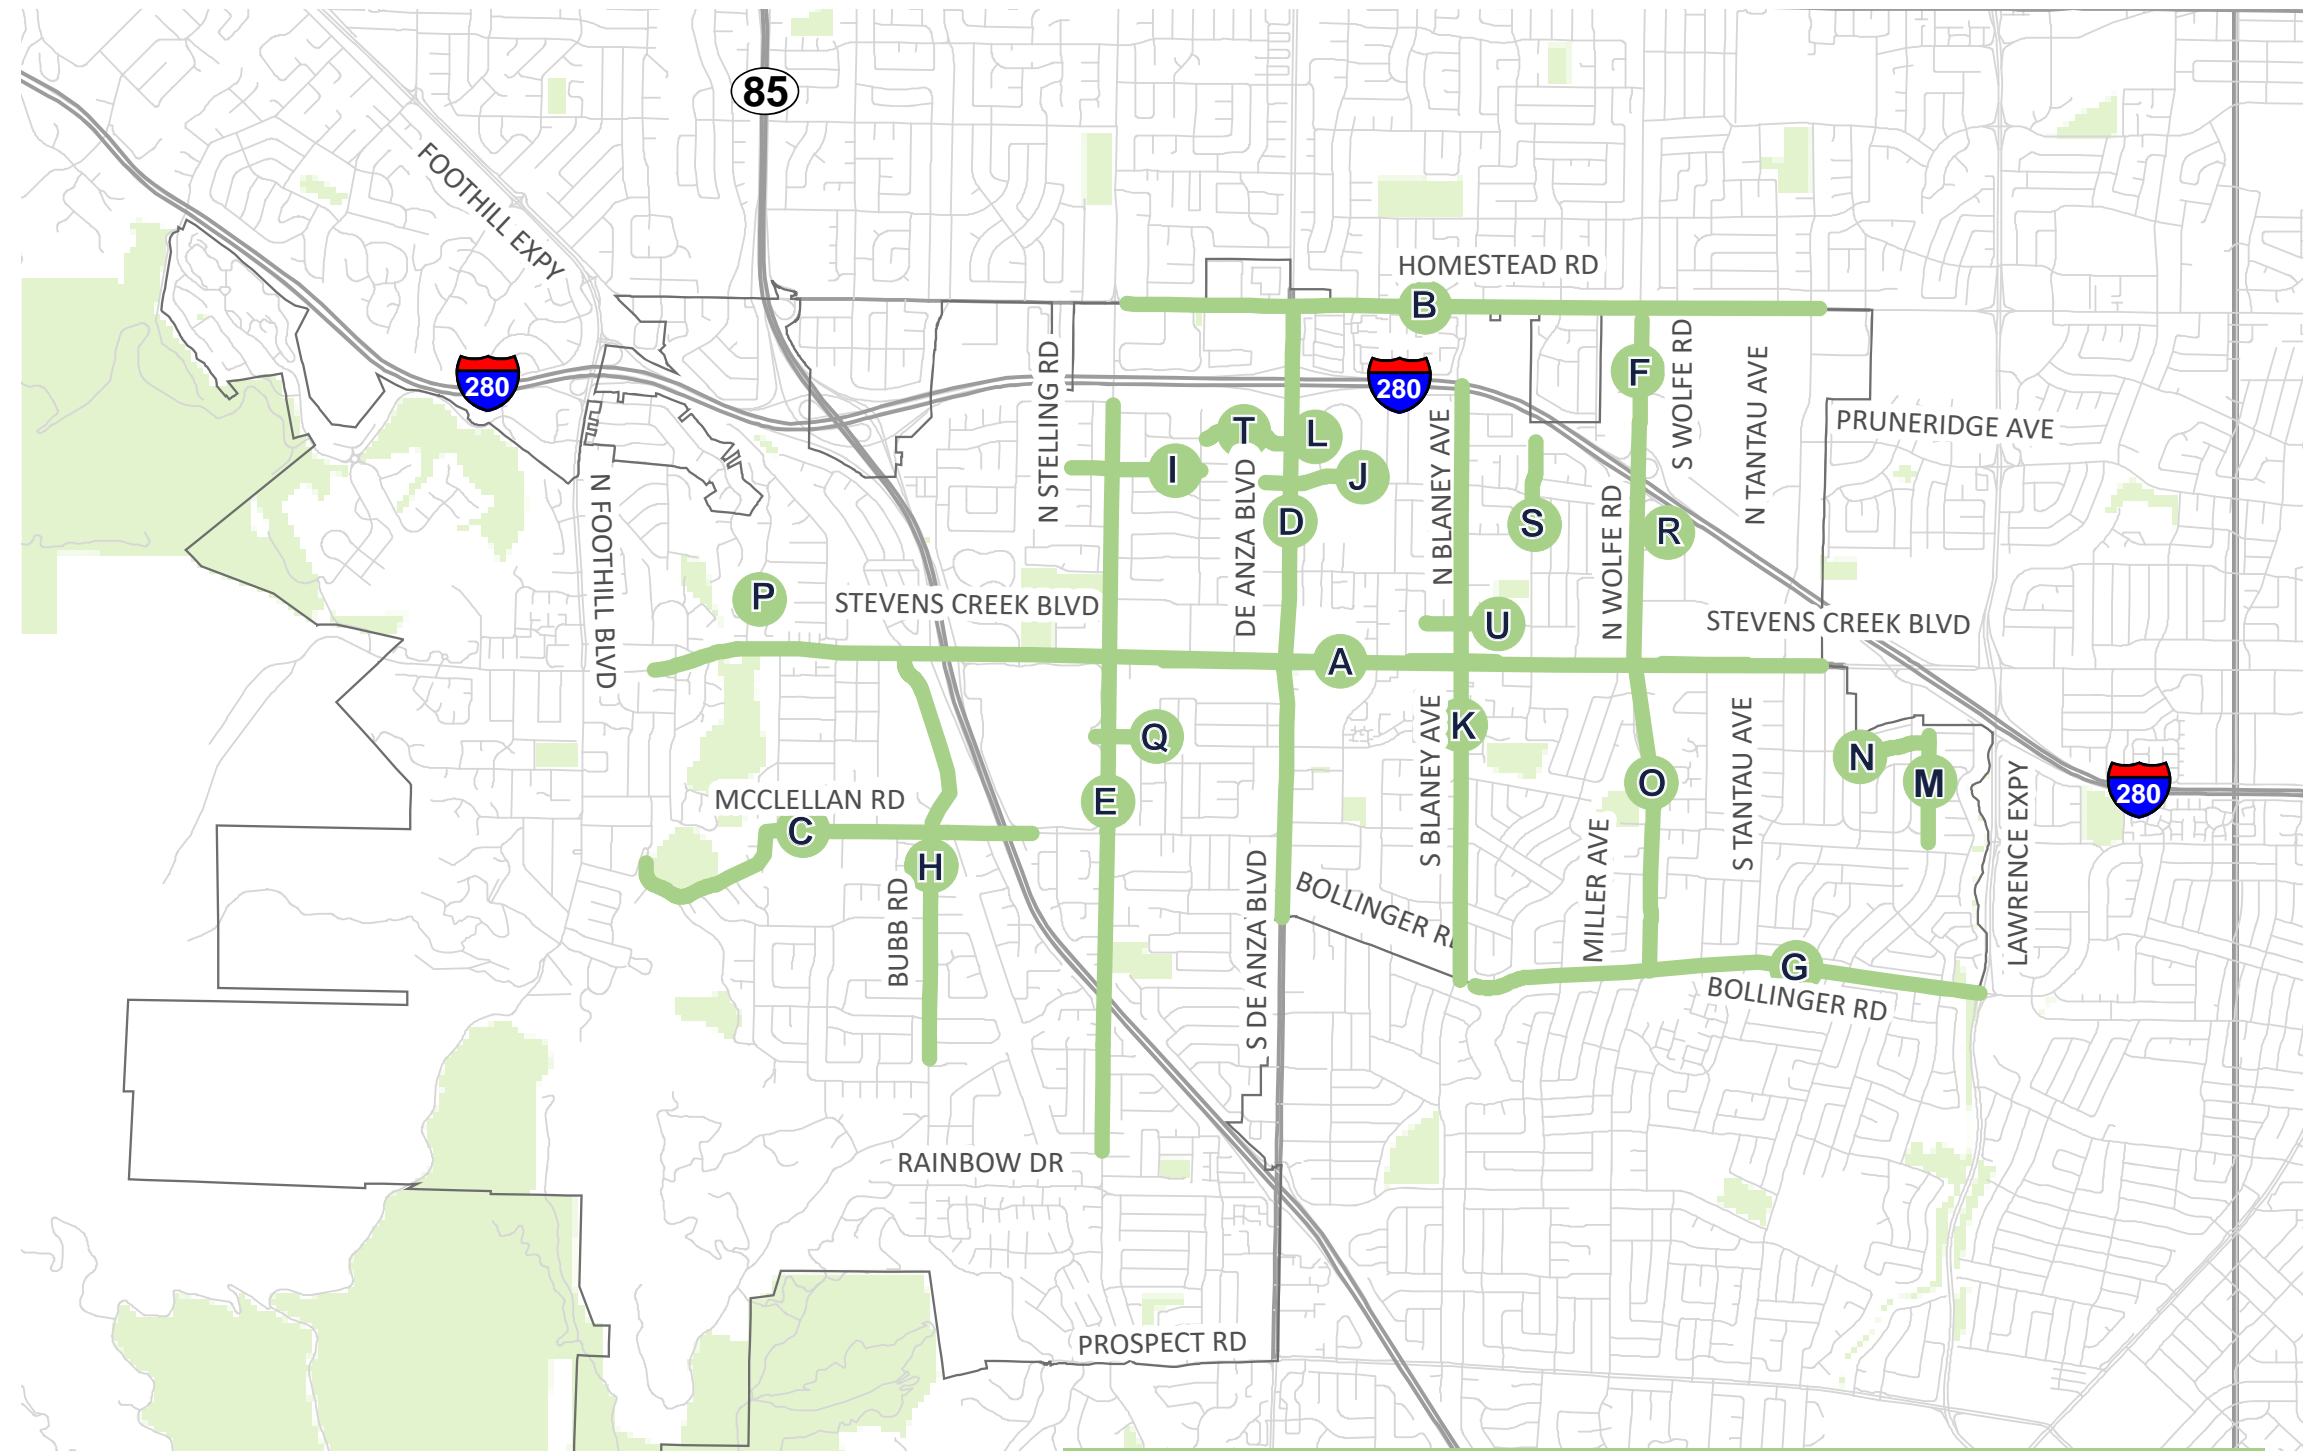 85
FOOTHILL EXPY
HOMESTEAD RD
B
280
280
N STELLING RD
F
S WOLFE RD
N TANTAU AVE
PRUNERIDGE AVE
T
L
I
J
DE ANZA BLVD
N BLANEY AVE
N FOOTHILL BLVD
D
S
N WOLFE RD
R
P
STEVENS CREEK BLVD
U
STEVENS CREEK BLVD
A
Q
K
S BLANEY AVE
S TANTAU AVE
N
M
O
280
LAWRENCE EXPY
MCCLELLAN RD
C
E
H
BUBB RD
S DE ANZA BLVD
BOLLINGER R
MILLER AVE
G
BOLLINGER RD
RAINBOW DR
PROSPECT RD